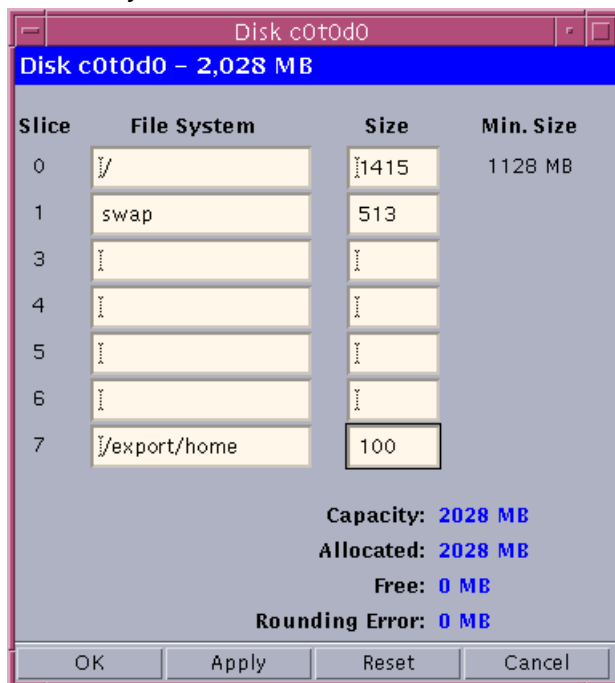 Disk c0t0d0
Disk c0t0d0 – 2,028 MB
Slice File System Size Min. Size
0 / 1415 1128 MB
1 swap 513
3
4
5
6
7 /export/home 100
Capacity: 2028 MB
Allocated: 2028 MB
Free: 0 MB
Rounding Error: 0 MB
OK Apply Reset Cancel